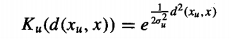 $K_u(d(x_u, x)) = e^{\frac{1}{2\sigma_u^2} d^2(x_u, x)}$